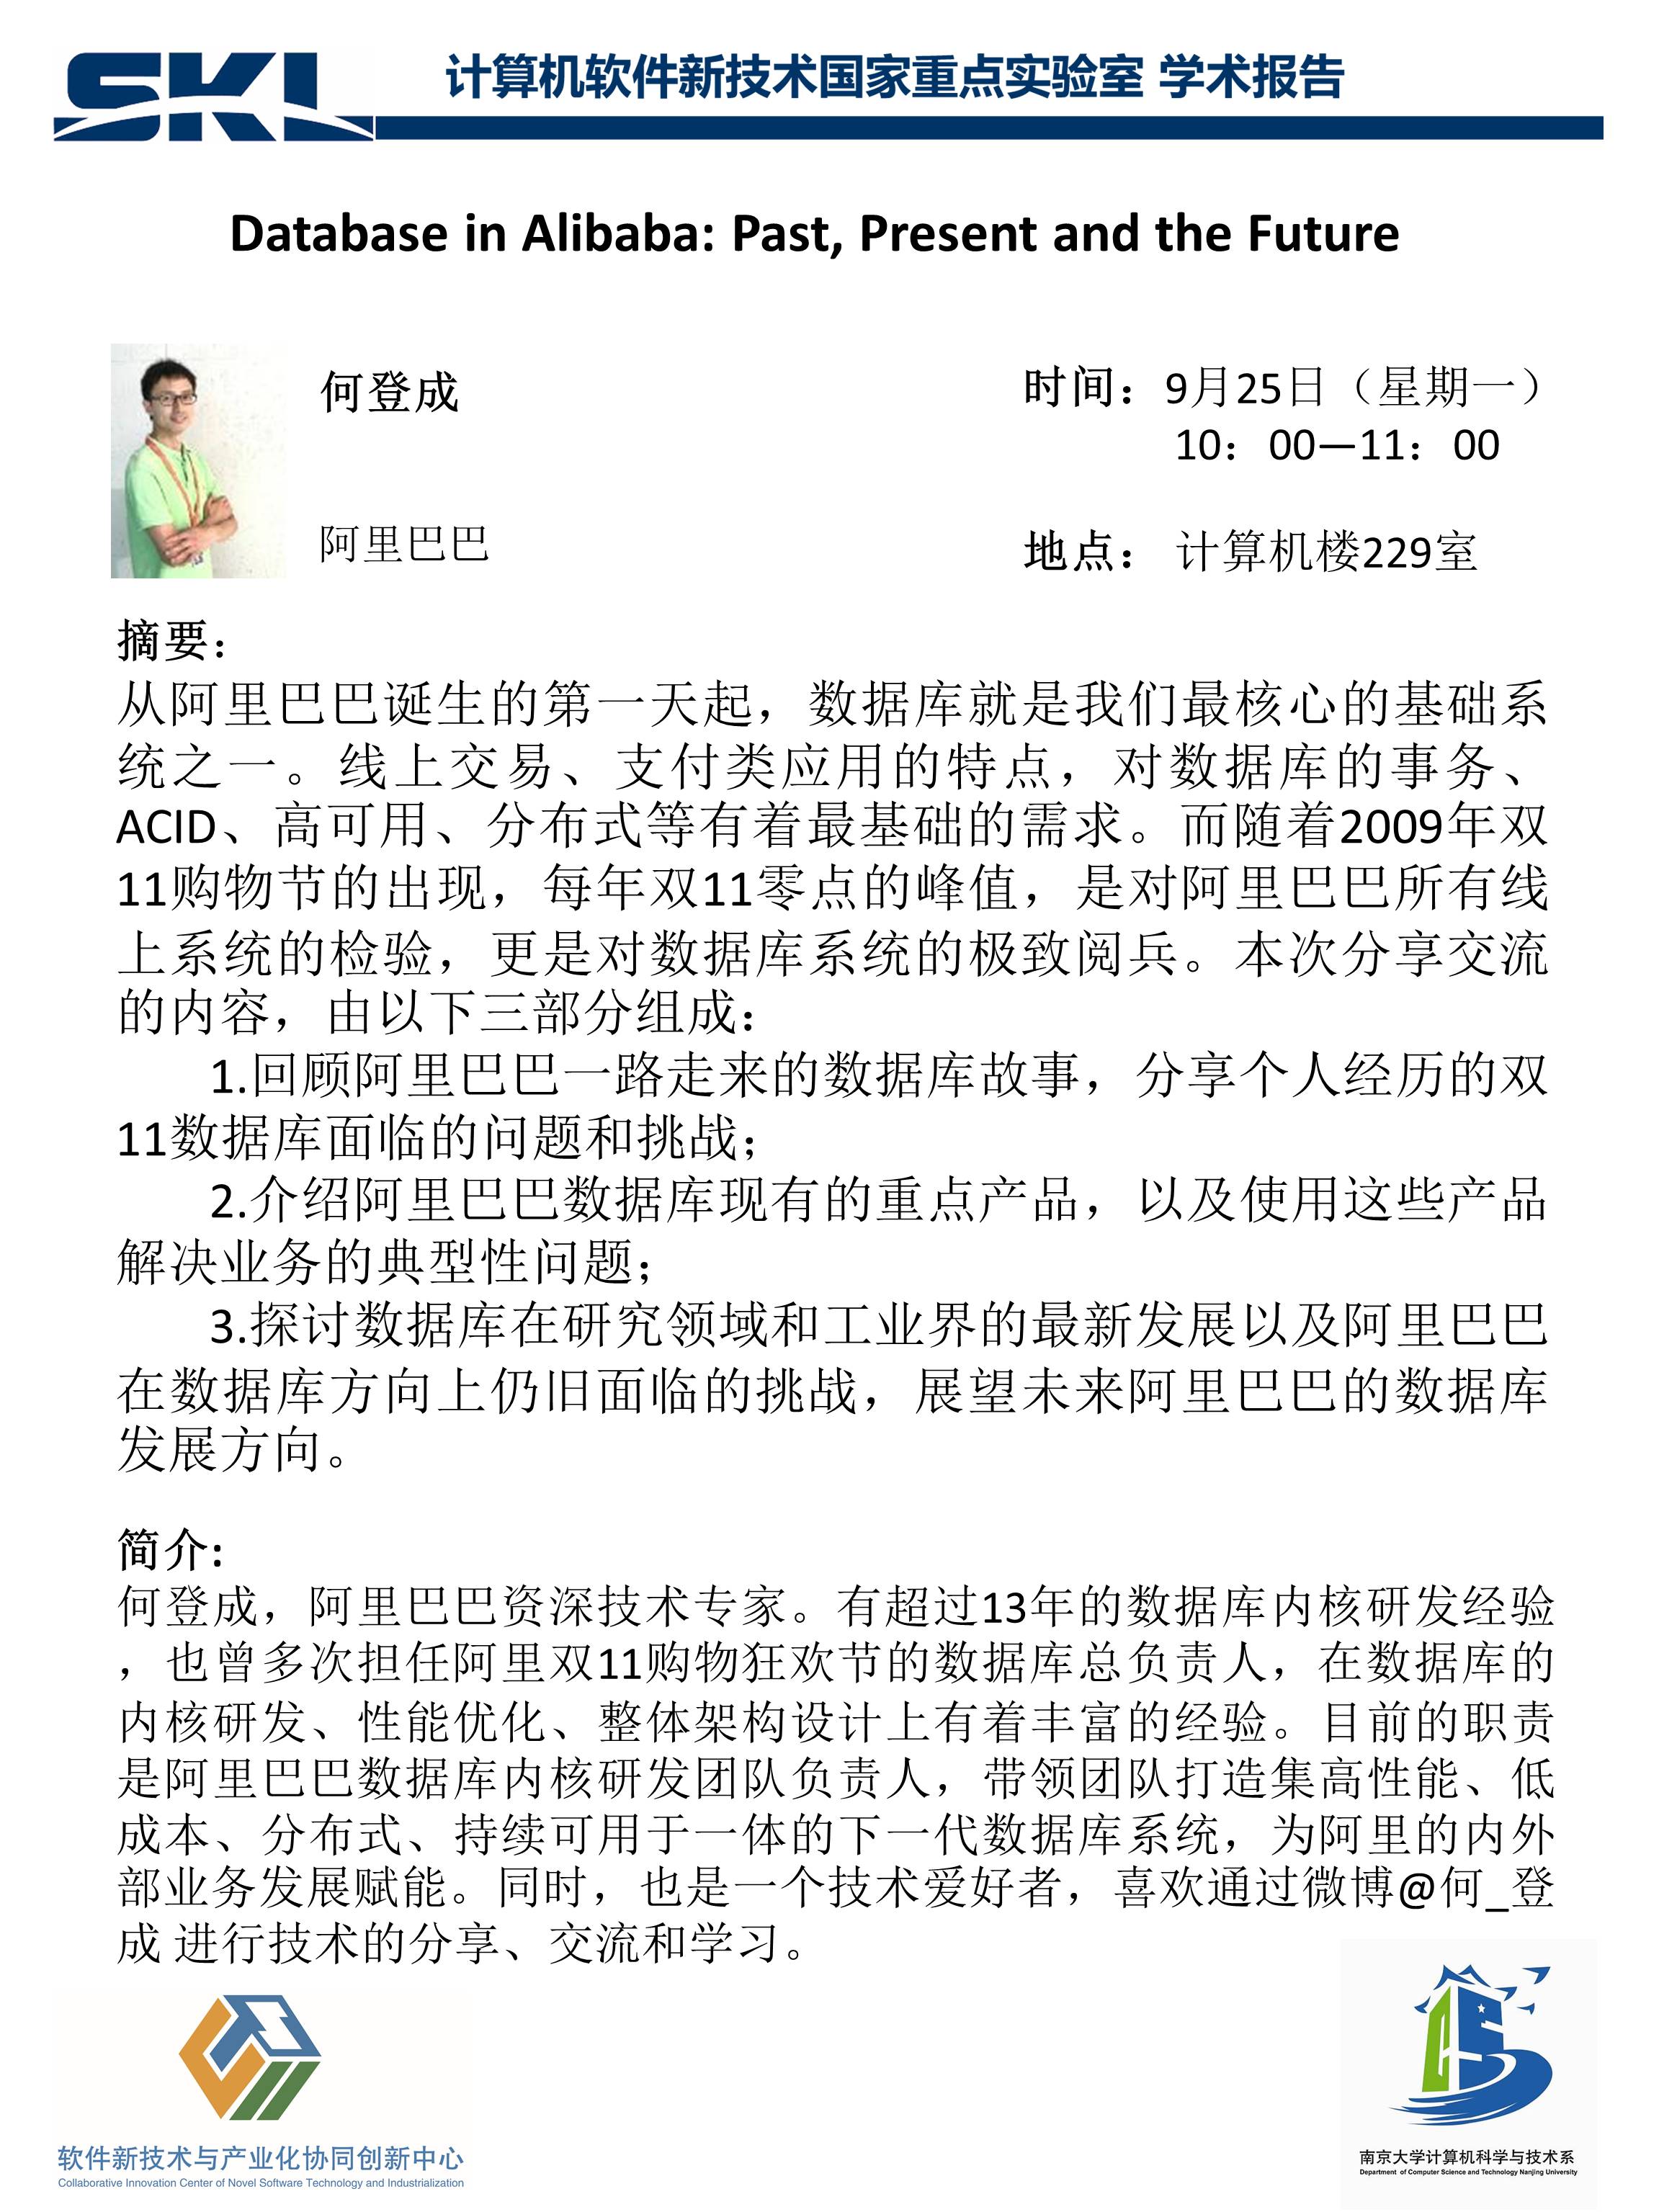 SKL
计算机软件新技术国家重点实验室 学术报告
Database in Alibaba: Past, Present and the Future
何登成
阿里巴巴
时间：9月25日（星期一）
10：00—11：00
地点： 计算机楼229室
摘要：
从阿里巴巴诞生的第一天起，数据库就是我们最核心的基础系
统之一。线上交易、支付类应用的特点，对数据库的事务、
ACID、高可用、分布式等有着最基础的需求。而随着2009年双
11购物节的出现，每年双11零点的峰值，是对阿里巴巴所有线
上系统的检验，更是对数据库系统的极致阅兵。本次分享交流
的内容，由以下三部分组成：
1.回顾阿里巴巴一路走来的数据库故事，分享个人经历的双
11数据库面临的问题和挑战；
2.介绍阿里巴巴数据库现有的重点产品，以及使用这些产品
解决业务的典型性问题；
3.探讨数据库在研究领域和工业界的最新发展以及阿里巴巴
在数据库方向上仍旧面临的挑战，展望未来阿里巴巴的数据库
发展方向。
简介:
何登成，阿里巴巴资深技术专家。有超过13年的数据库内核研发经验
，也曾多次担任阿里双11购物狂欢节的数据库总负责人，在数据库的
内核研发、性能优化、整体架构设计上有着丰富的经验。目前的职责
是阿里巴巴数据库内核研发团队负责人，带领团队打造集高性能、低
成本、分布式、持续可用于一体的下一代数据库系统，为阿里的内外
部业务发展赋能。同时，也是一个技术爱好者，喜欢通过微博@何_登
成 进行技术的分享、交流和学习。
软件新技术与产业化协同创新中心
Collaborative Innovation Center of Novel Software Technology and Industrialization
南京大学计算机科学与技术系
Department of Computer Science and Technology Nanjing University